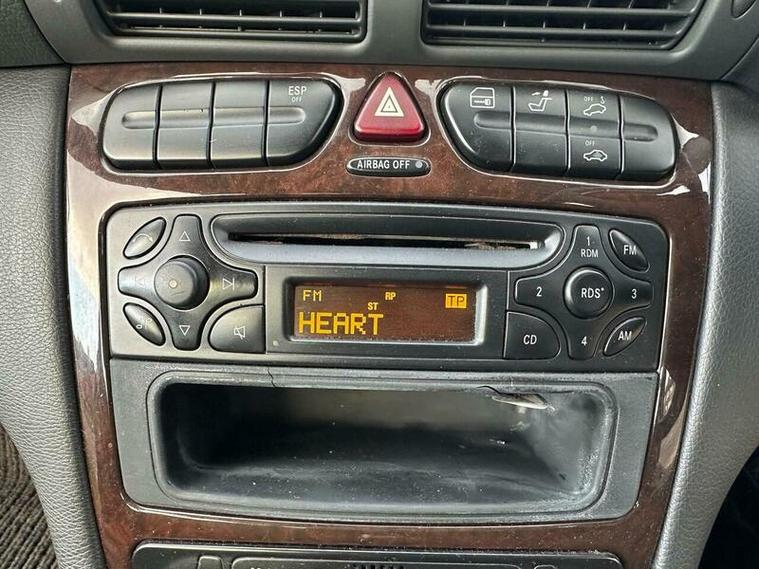 ESP
OFF
OFF
OFF
AIRBAG OFF
1
RDM
FM
2
RDS•
3
CD
4
AM
FM
ST
RP
TP
HEART